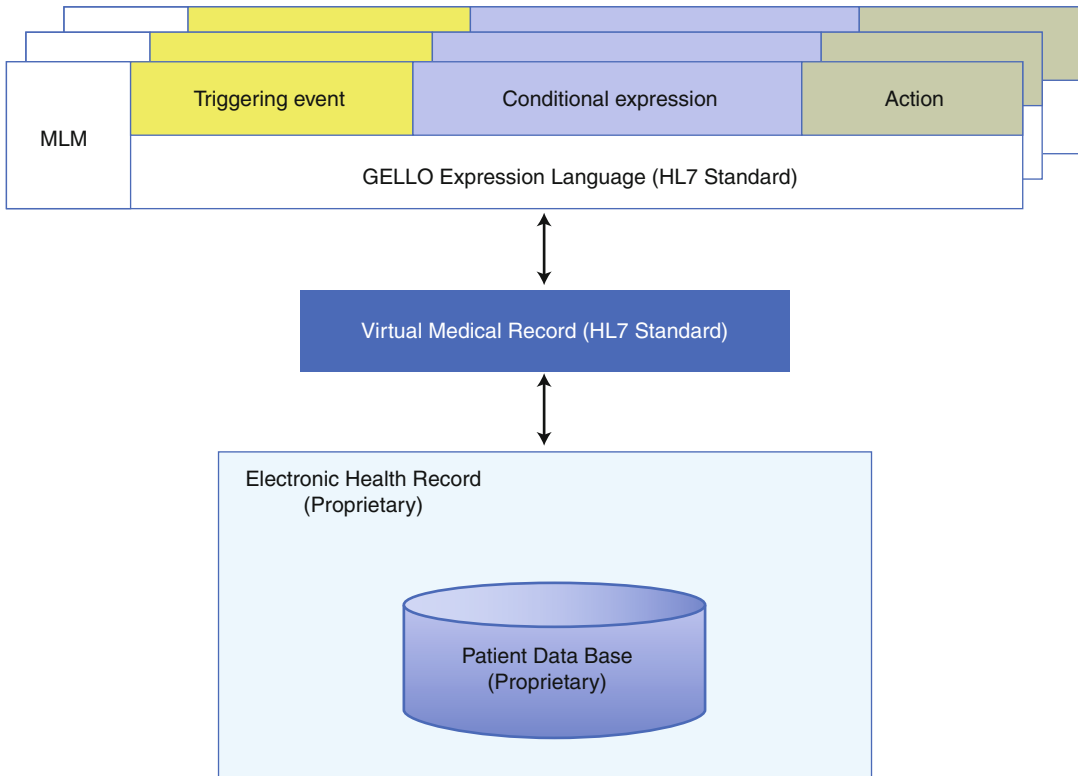 Triggering event
Conditional expression
Action
MLM
GELLO Expression Language (HL7 Standard)
Virtual Medical Record (HL7 Standard)
Electronic Health Record
(Proprietary)
Patient Data Base
(Proprietary)